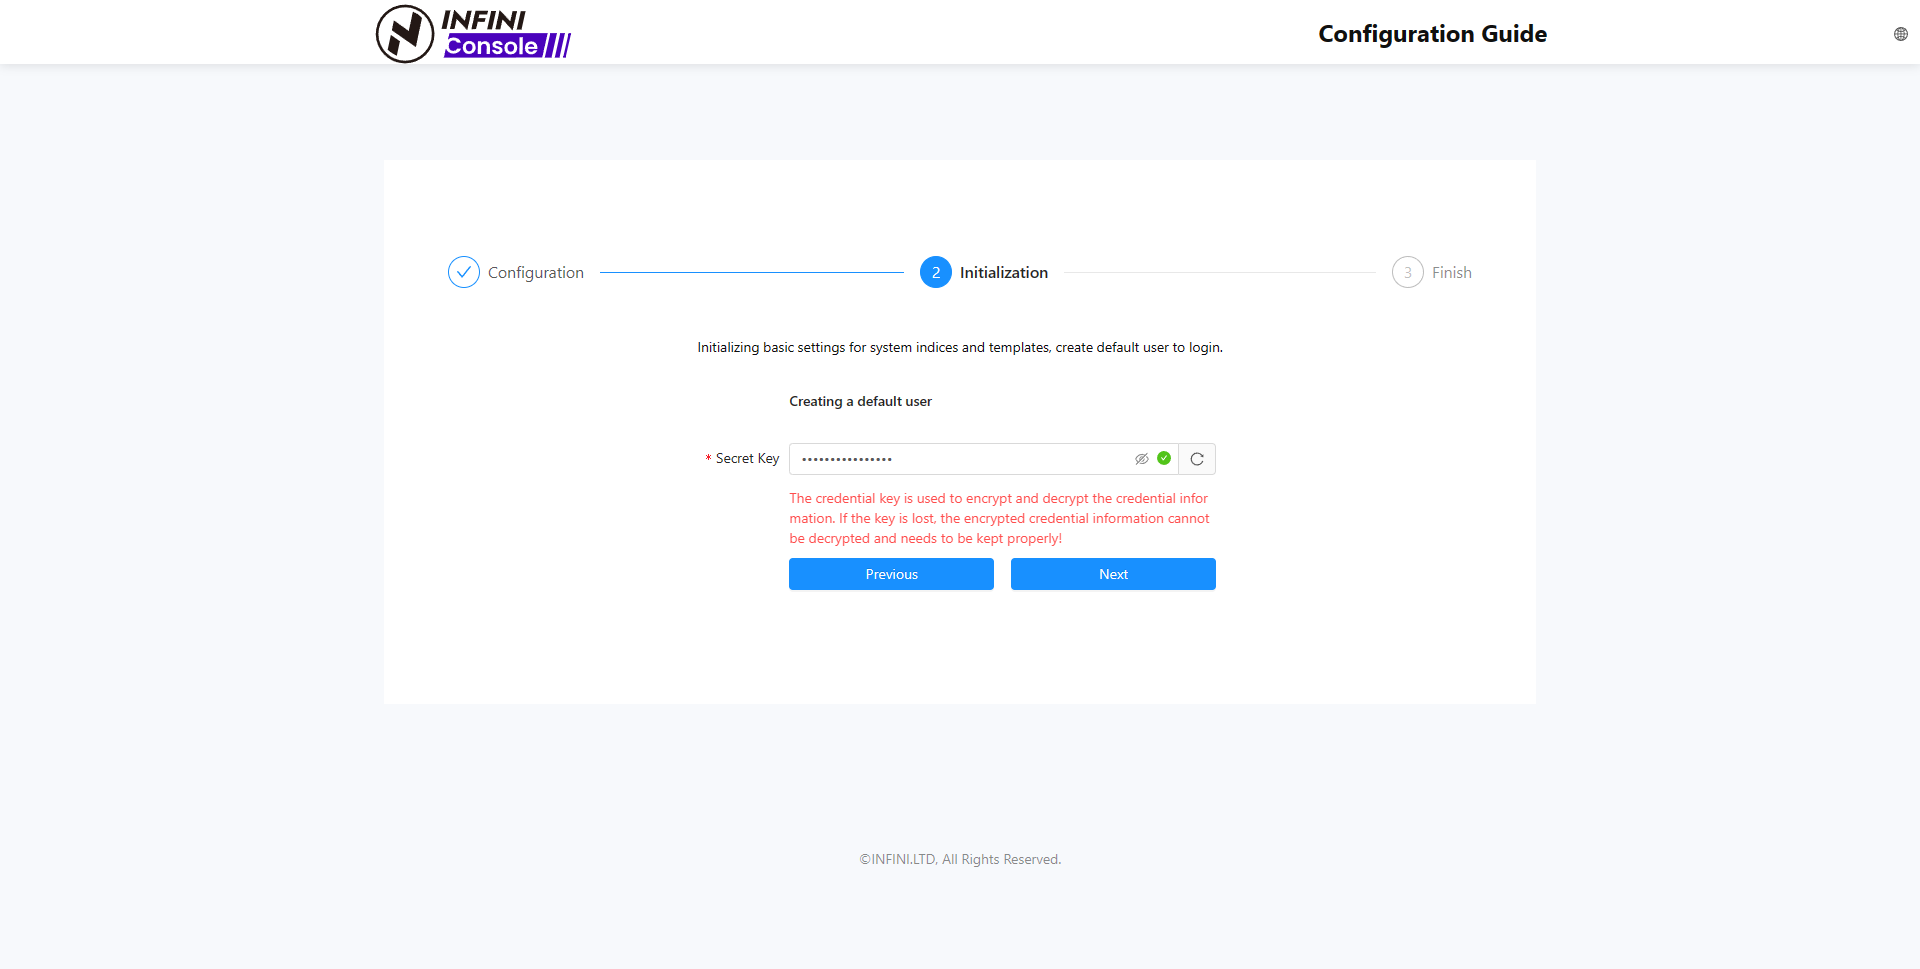 INFINI
Console
Configuration Guide
Configuration
2 Initialization
3 Finish
Initializing basic settings for system indices and templates, create default user to login.
Creating a default user
* Secret Key ••••••••••••••••
The credential key is used to encrypt and decrypt the credential infor
mation. If the key is lost, the encrypted credential information cannot
be decrypted and needs to be kept properly!
Previous
Next
©INFINI.LTD, All Rights Reserved.